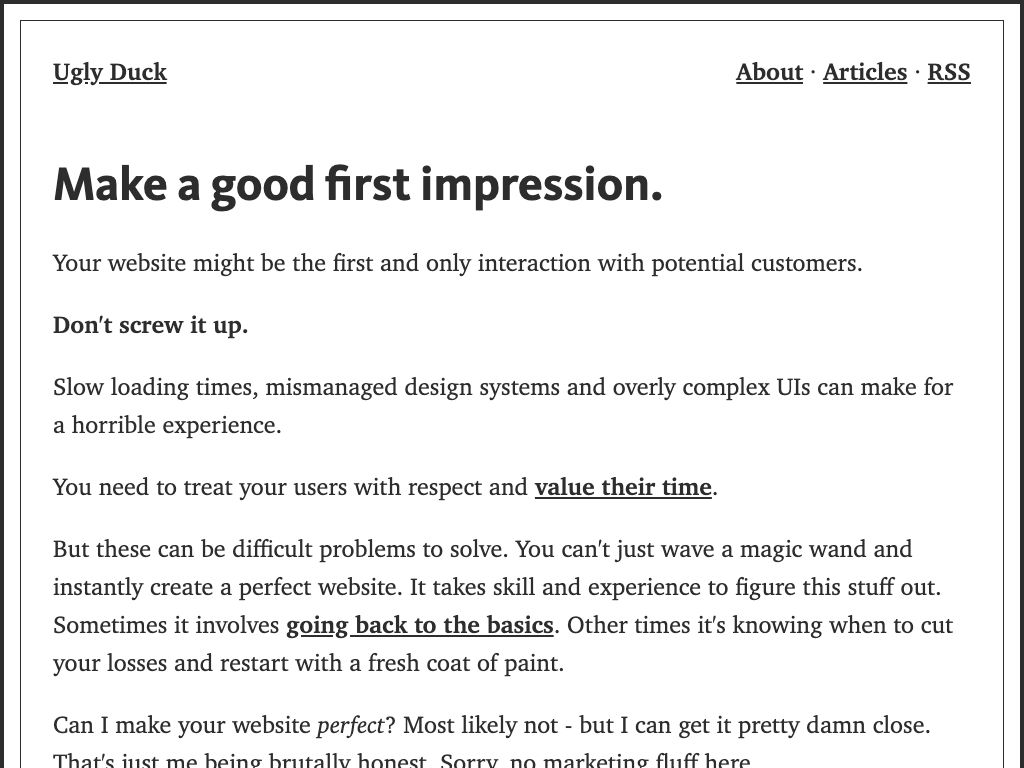 Ugly Duck
About · Articles · RSS
Make a good first impression.
Your website might be the first and only interaction with potential customers.
Don't screw it up.
Slow loading times, mismanaged design systems and overly complex UIs can make for
a horrible experience.
You need to treat your users with respect and value their time.
But these can be difficult problems to solve. You can't just wave a magic wand and
instantly create a perfect website. It takes skill and experience to figure this stuff out.
Sometimes it involves going back to the basics. Other times it's knowing when to cut
your losses and restart with a fresh coat of paint.
Can I make your website perfect? Most likely not - but I can get it pretty damn close.
That's just me being brutally honest. Sorry, no marketing fluff here.